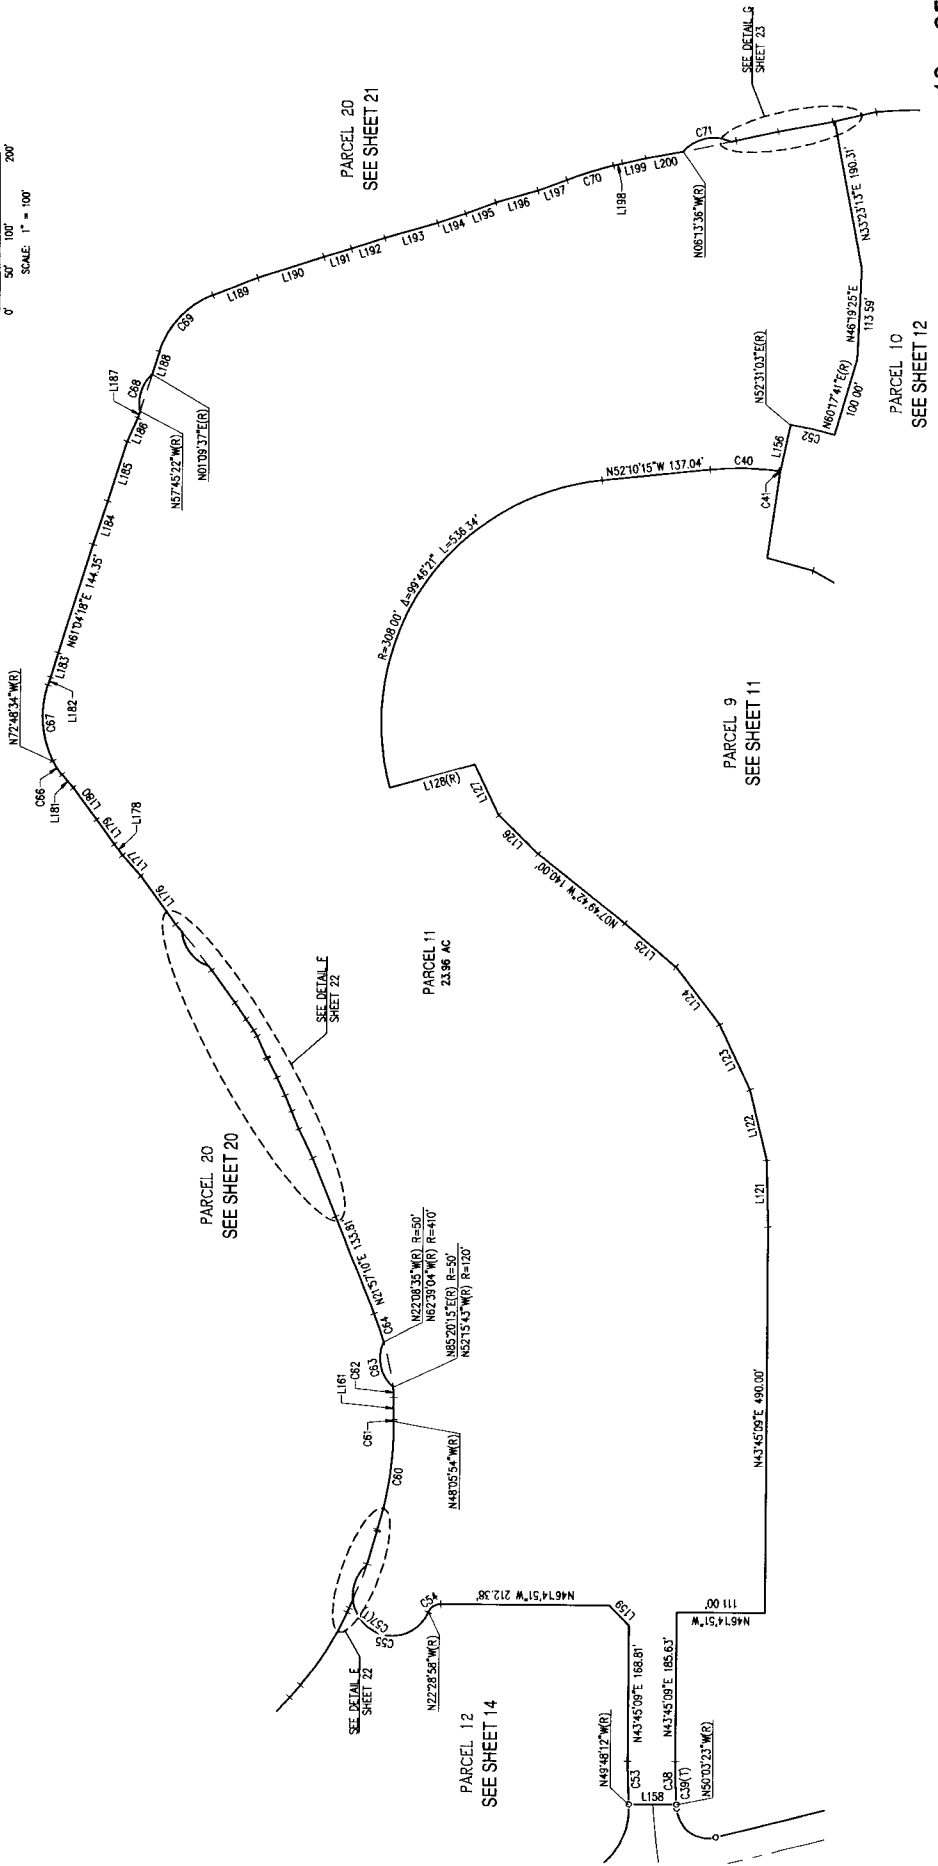 0' 50' 100' 200'
SCALE: 1" = 100'
PARCEL 20
SEE SHEET 21
SEE DETAIL G
SHEET 23
N72°48'34"W(R)
C67
L182
L183
N61°04'18"E 144.35'
L184
L185
L186
L187
C68
L188
N57°45'22"W(R)
N01°09'37"E(R)
C69
L189
L190
L191
L192
L193
L194
L195
L196
L197
C70
L198
L199
L200
C71
N06°13'36"W(R)
N33°23'13"E 190.31'
N46°19'25"E
113.59'
N60°17'41"E(R)
100.00'
PARCEL 10
SEE SHEET 12
N52°31'03"E(R)
C52
L156
C41
C40
N52°10'15"W 137.04'
R=308.00' Δ=99°46'21" L=536.34'
L128(R)
L127
L126
N07°49'42"W 140.00'
L125
L124
L123
L122
L121
N43°45'09"E 490.00'
PARCEL 9
SEE SHEET 11
PARCEL 11
23.96 AC
C66
L181
L180
L179
L178
L177
L176
SEE DETAIL F
SHEET 22
PARCEL 20
SEE SHEET 20
N21°57'10"E 133.81'
C64
C63
N22°08'35"W(R) R=50'
N62°39'04"W(R) R=410'
N85°20'15"E(R) R=50'
N52°15'43"W(R) R=120'
C62
L161
C61
N48°05'54"W(R)
C60
C57(T)
C55
SEE DETAIL E
SHEET 22
C54
N22°28'58"W(R)
N46°14'51"W 212.38'
L159
N43°45'09"E 168.81'
N43°45'09"E 185.63'
N46°14'51"W
111.00'
PARCEL 12
SEE SHEET 14
N49°48'12"W(R)
C53
L158
C38
C39(T)
N50°03'23"W(R)